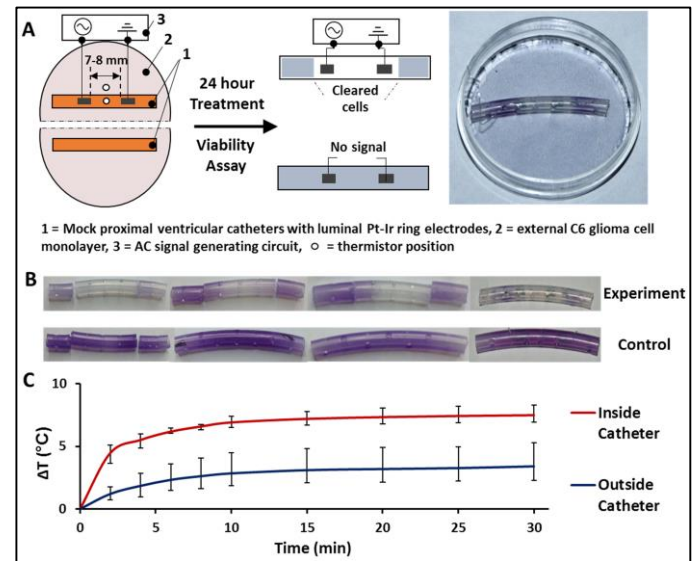 A
3
2
7-8 mm
1
24 hour
Treatment
Viability
Assay
Cleared
cells
No signal
1 = Mock proximal ventricular catheters with luminal Pt-Ir ring electrodes, 2 = external C6 glioma cell
monolayer, 3 = AC signal generating circuit, o = thermistor position
B
Experiment
Control
C
10
5
0
ΔT (°C)
0 5 10 15 20 25 30
Time (min)
Inside
Catheter
Outside
Catheter